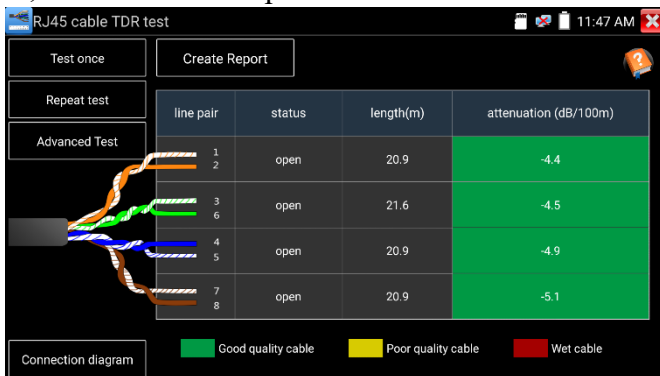 RJ45 cable TDR test 11:47 AM
Test once
Create Report
Repeat test
Advanced Test
line pair status length(m) attenuation (dB/100m)
1
2
open 20.9 -4.4
3
6
open 21.6 -4.5
4
5
open 20.9 -4.9
7
8
open 20.9 -5.1
Good quality cable Poor quality cable Wet cable
Connection diagram